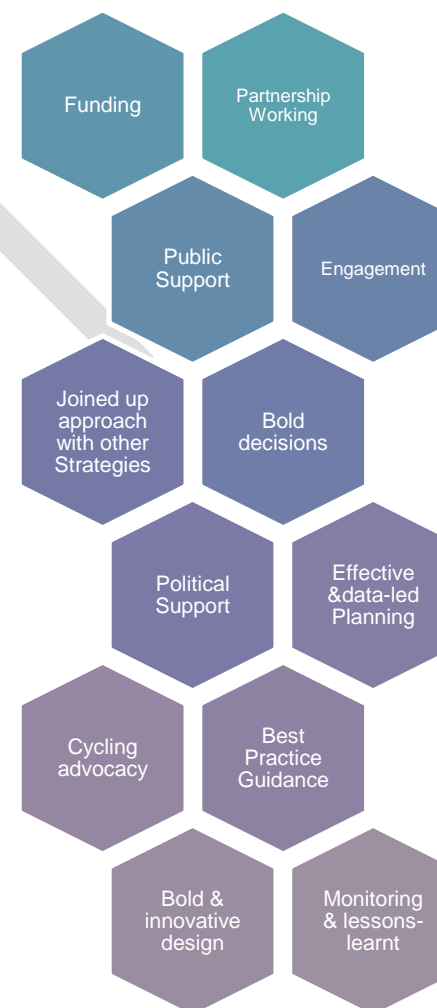 Funding
Partnership
Working
Public
Support
Engagement
Joined up
approach
with other
Strategies
Bold
decisions
Political
Support
Effective
&data-led
Planning
Cycling
advocacy
Best
Practice
Guidance
Bold &
innovative
design
Monitoring
& lessons-
learnt